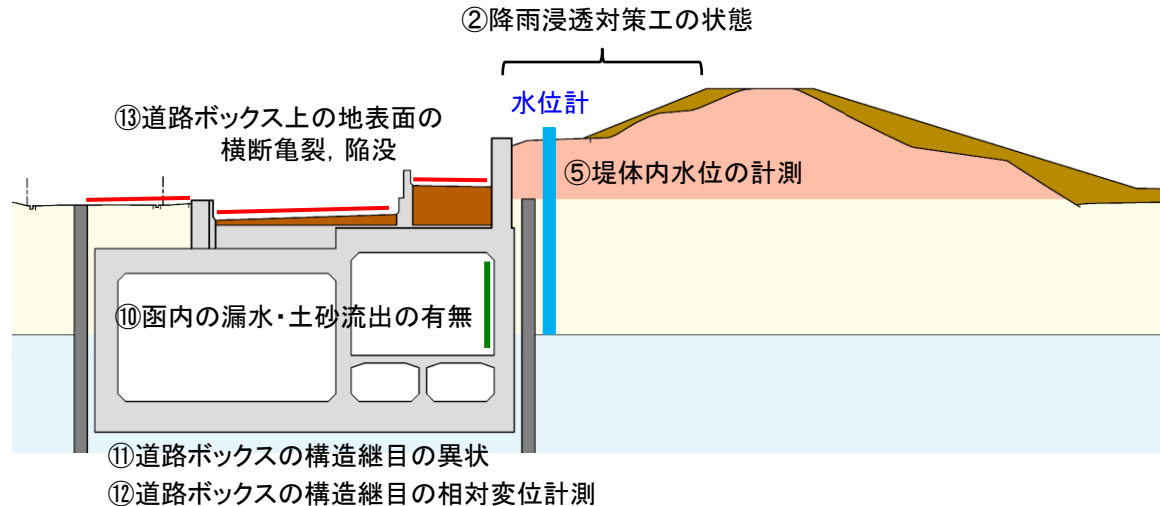 ②降雨浸透対策工の状態
水位計
⑬道路ボックス上の地表面の
横断亀裂, 陥没
⑤堤体内水位の計測
⑩函内の漏水・土砂流出の有無
⑪道路ボックスの構造継目の異状
⑫道路ボックスの構造継目の相対変位計測